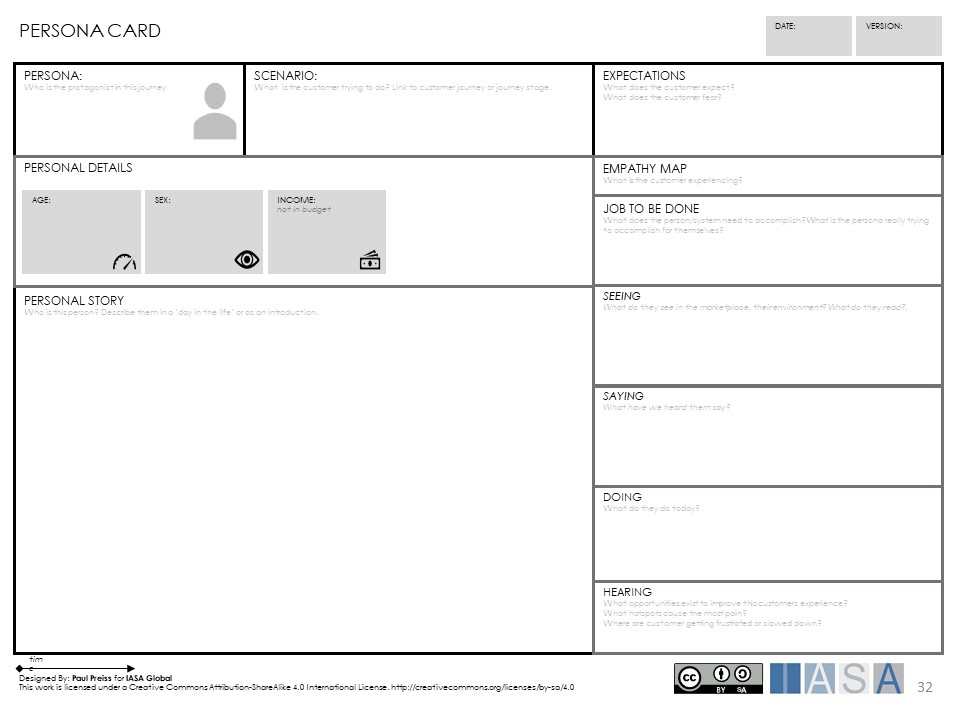 PERSONA CARD
DATE:
VERSION:
PERSONA:
Who is the protagonist in this journey
SCENARIO:
What is the customer trying to do? Link to customer journey or journey stage.
EXPECTATIONS
What does the customer expect?
What does the customer fear?
PERSONAL DETAILS
AGE:
SEX:
INCOME:
not in budget
EMPATHY MAP
What is the customer experiencing?
JOB TO BE DONE
What does the person/system need to accomplish? What is the persona really trying
to accomplish for themselves?
PERSONAL STORY
Who is this person? Describe them in a 'day in the life' or as an introduction.
SEEING
What do they see in the marketplace, their environment? What do they read?,
SAYING
What have we heard them say?
DOING
What do they do today?
HEARING
What opportunities exist to improve this customers experience?
What hotspots cause the most pain?
Where are customer getting frustrated or slowed down?
tim
e
Designed By: Paul Preiss for IASA Global
This work is licensed under a Creative Commons Attribution-ShareAlike 4.0 International License. http://creativecommons.org/licenses/by-sa/4.0
cc
BY SA
IASA
32